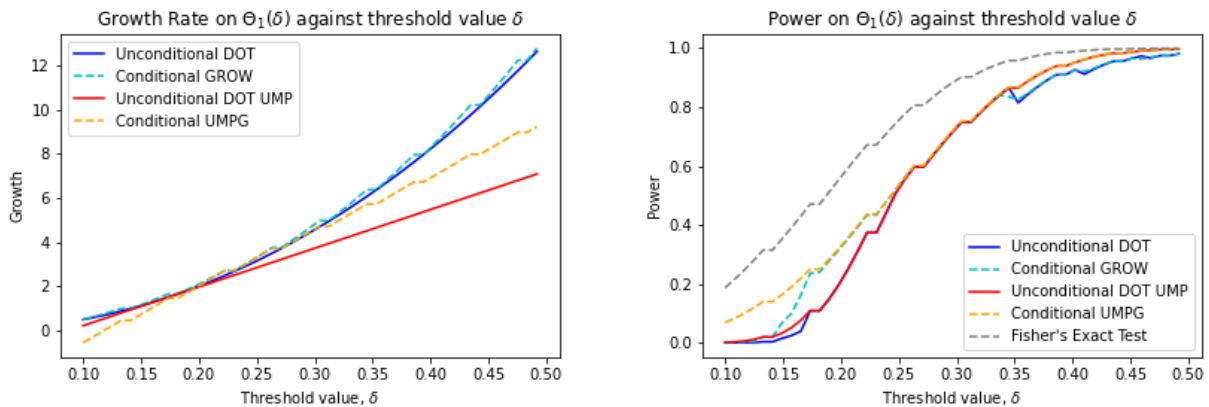 Growth Rate on Θ₁(δ) against threshold value δ
Unconditional DOT
Conditional GROW
Unconditional DOT UMP
Conditional UMPG
Growth
12
10
8
6
4
2
0
0.10 0.15 0.20 0.25 0.30 0.35 0.40 0.45 0.50
Threshold value, δ
Power on Θ₁(δ) against threshold value δ
Power
1.0
0.8
0.6
0.4
0.2
0.0
Unconditional DOT
Conditional GROW
Unconditional DOT UMP
Conditional UMPG
Fisher's Exact Test
0.10 0.15 0.20 0.25 0.30 0.35 0.40 0.45 0.50
Threshold value, δ